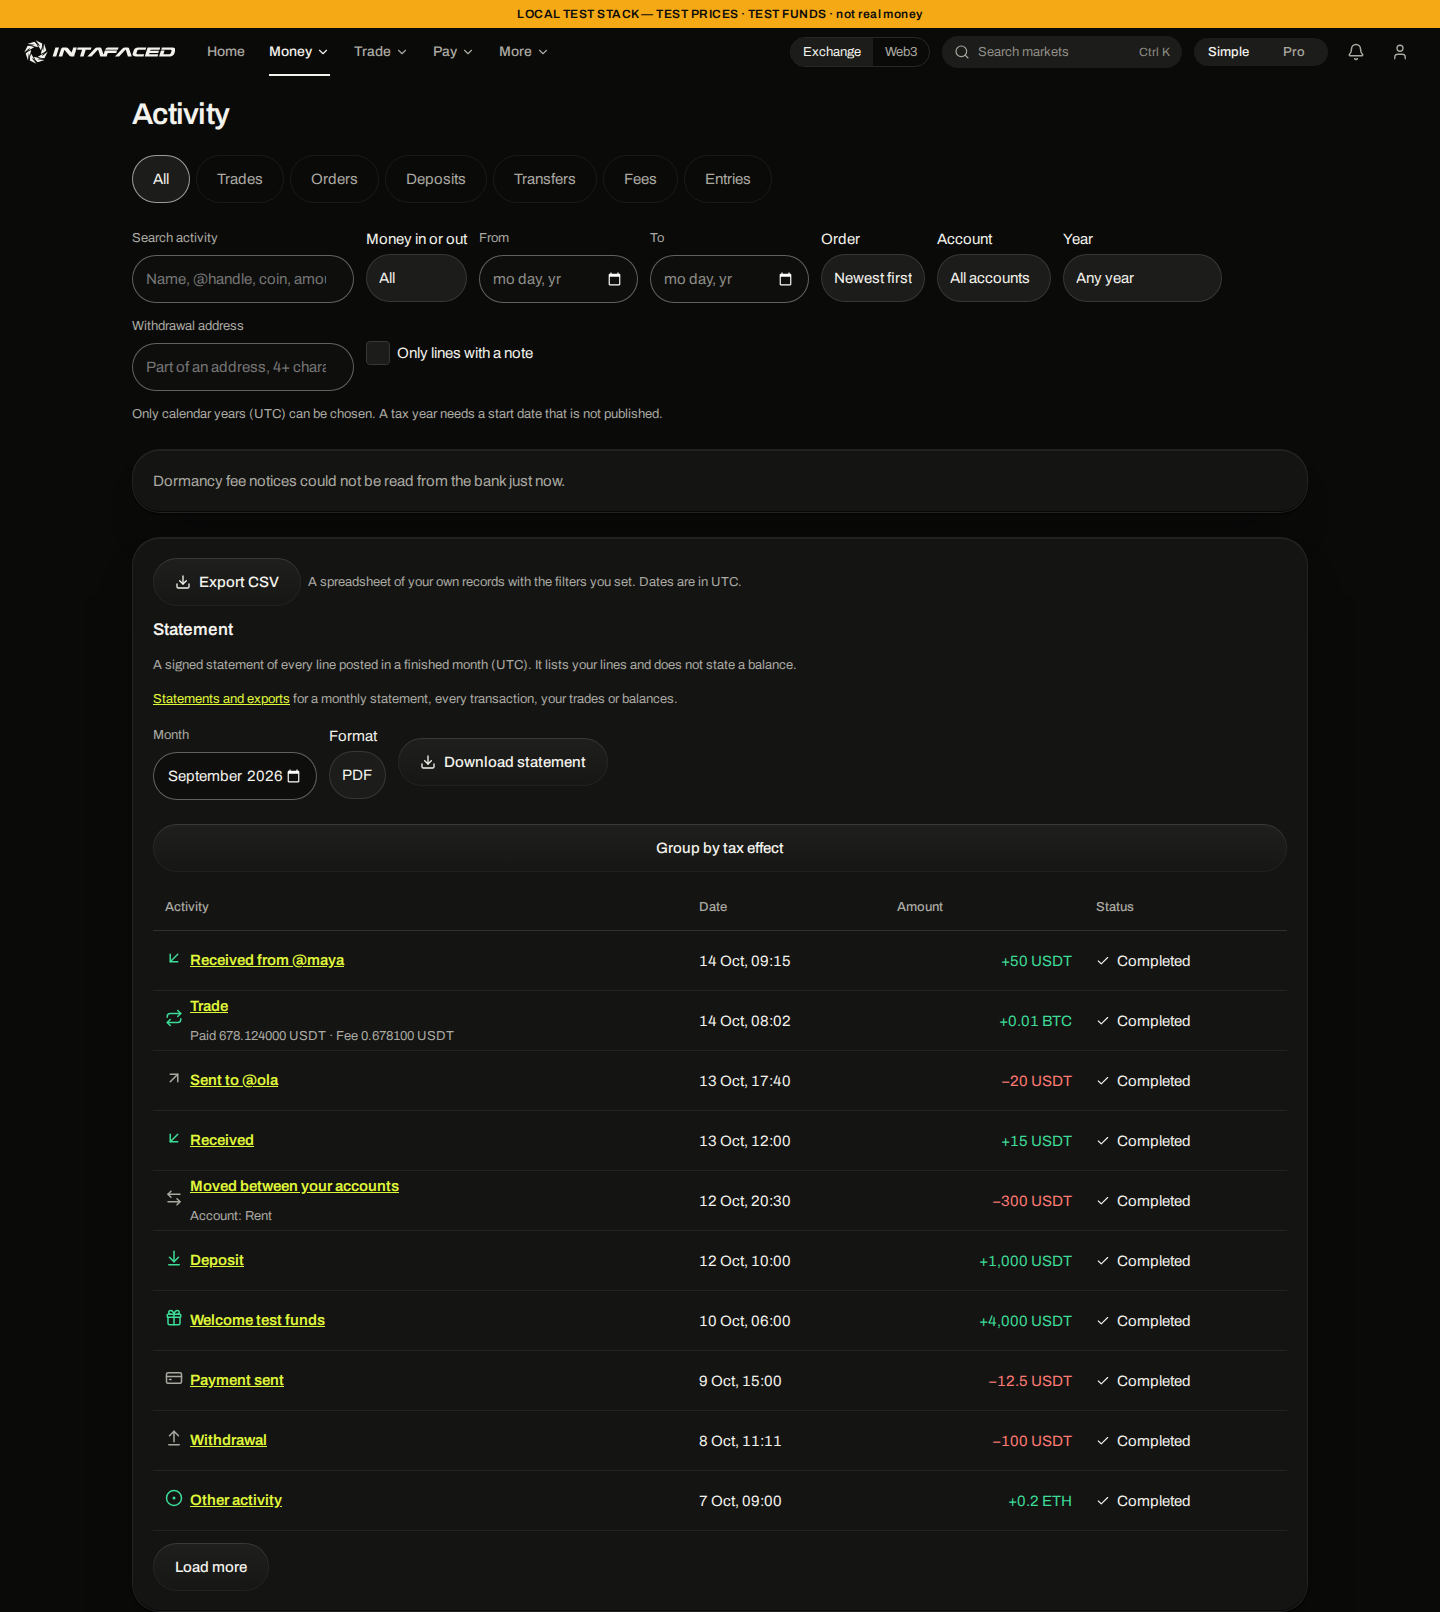 LOCAL TEST STACK — TEST PRICES · TEST FUNDS · not real money
INTAFACED
Home
Money
Trade
Pay
More
Exchange
Web3
Search markets
Ctrl K
Simple
Pro
Activity
All
Trades
Orders
Deposits
Transfers
Fees
Entries
Search activity
Money in or out
From
To
Order
Account
Year
Name, @handle, coin, amou
All
mo day, yr
mo day, yr
Newest first
All accounts
Any year
Withdrawal address
Part of an address, 4+ chara
Only lines with a note
Only calendar years (UTC) can be chosen. A tax year needs a start date that is not published.
Dormancy fee notices could not be read from the bank just now.
Export CSV
A spreadsheet of your own records with the filters you set. Dates are in UTC.
Statement
A signed statement of every line posted in a finished month (UTC). It lists your lines and does not state a balance.
Statements and exports for a monthly statement, every transaction, your trades or balances.
Month
Format
September 2026
PDF
Download statement
Group by tax effect
Activity Date Amount Status
Received from @maya 14 Oct, 09:15 +50 USDT Completed
Trade 14 Oct, 08:02 +0.01 BTC Completed
Paid 678.124000 USDT · Fee 0.678100 USDT
Sent to @ola 13 Oct, 17:40 −20 USDT Completed
Received 13 Oct, 12:00 +15 USDT Completed
Moved between your accounts 12 Oct, 20:30 −300 USDT Completed
Account: Rent
Deposit 12 Oct, 10:00 +1,000 USDT Completed
Welcome test funds 10 Oct, 06:00 +4,000 USDT Completed
Payment sent 9 Oct, 15:00 −12.5 USDT Completed
Withdrawal 8 Oct, 11:11 −100 USDT Completed
Other activity 7 Oct, 09:00 +0.2 ETH Completed
Load more